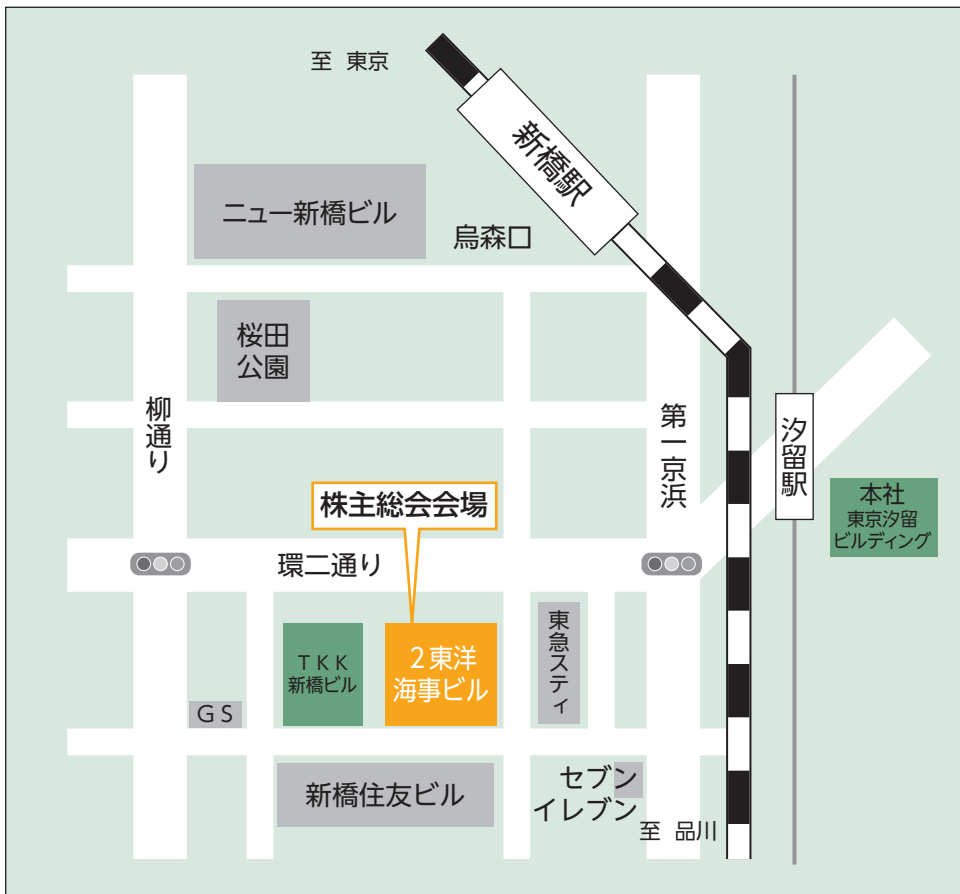 至 東京
新橋駅
ニュー新橋ビル
烏森口
桜田
公園
柳通り
第一京浜
汐留駅
本社
東京汐留
ビルディング
株主総会会場
環二通り
TKK
新橋ビル
2東洋
海事ビル
東急スティ
GS
新橋住友ビル
セブン
イレブン
至 品川